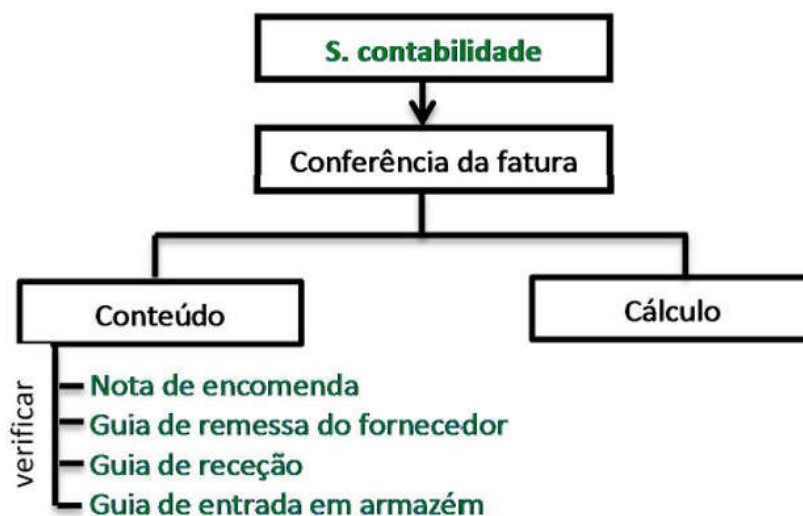 S. contabilidade
Conferência da fatura
Conteúdo
Cálculo
verificar
Nota de encomenda
Guia de remessa do fornecedor
Guia de receção
Guia de entrada em armazém